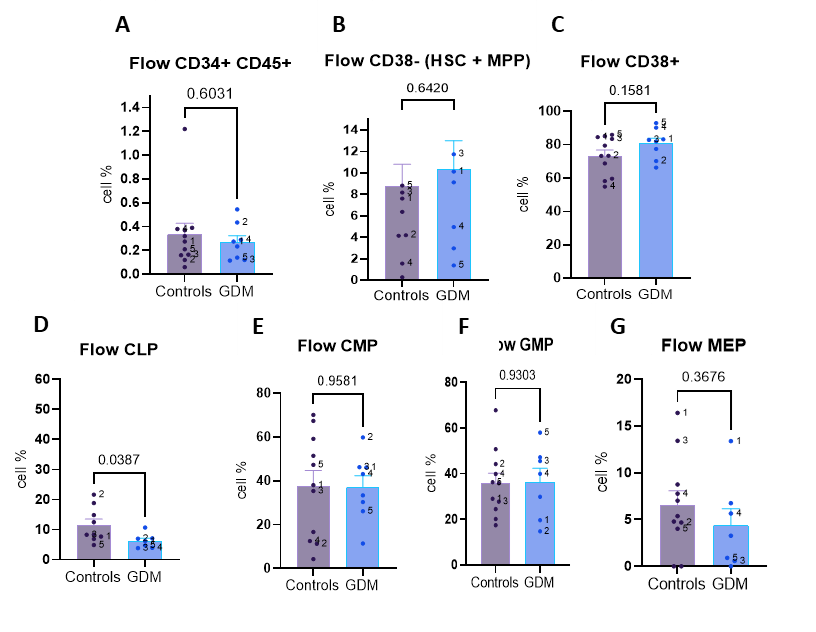 A
B
C
Flow CD34+ CD45+
Flow CD38- (HSC + MPP)
Flow CD38+
0.6031
0.6420
0.1581
cell %
1.4
1.2
1.0
0.8
0.6
0.4
0.2
0.0
Controls GDM
cell %
14
12
10
8
6
4
2
0
Controls GDM
cell %
100
80
60
40
20
0
Controls GDM
D
E
F
G
Flow CLP
Flow CMP
ow GMP
Flow MEP
0.0387
0.9581
0.9303
0.3676
cell %
60
50
40
30
20
10
0
Controls GDM
cell %
80
60
40
20
0
Controls GDM
cell %
80
60
40
20
0
Controls GDM
cell %
20
15
10
5
0
Controls GDM